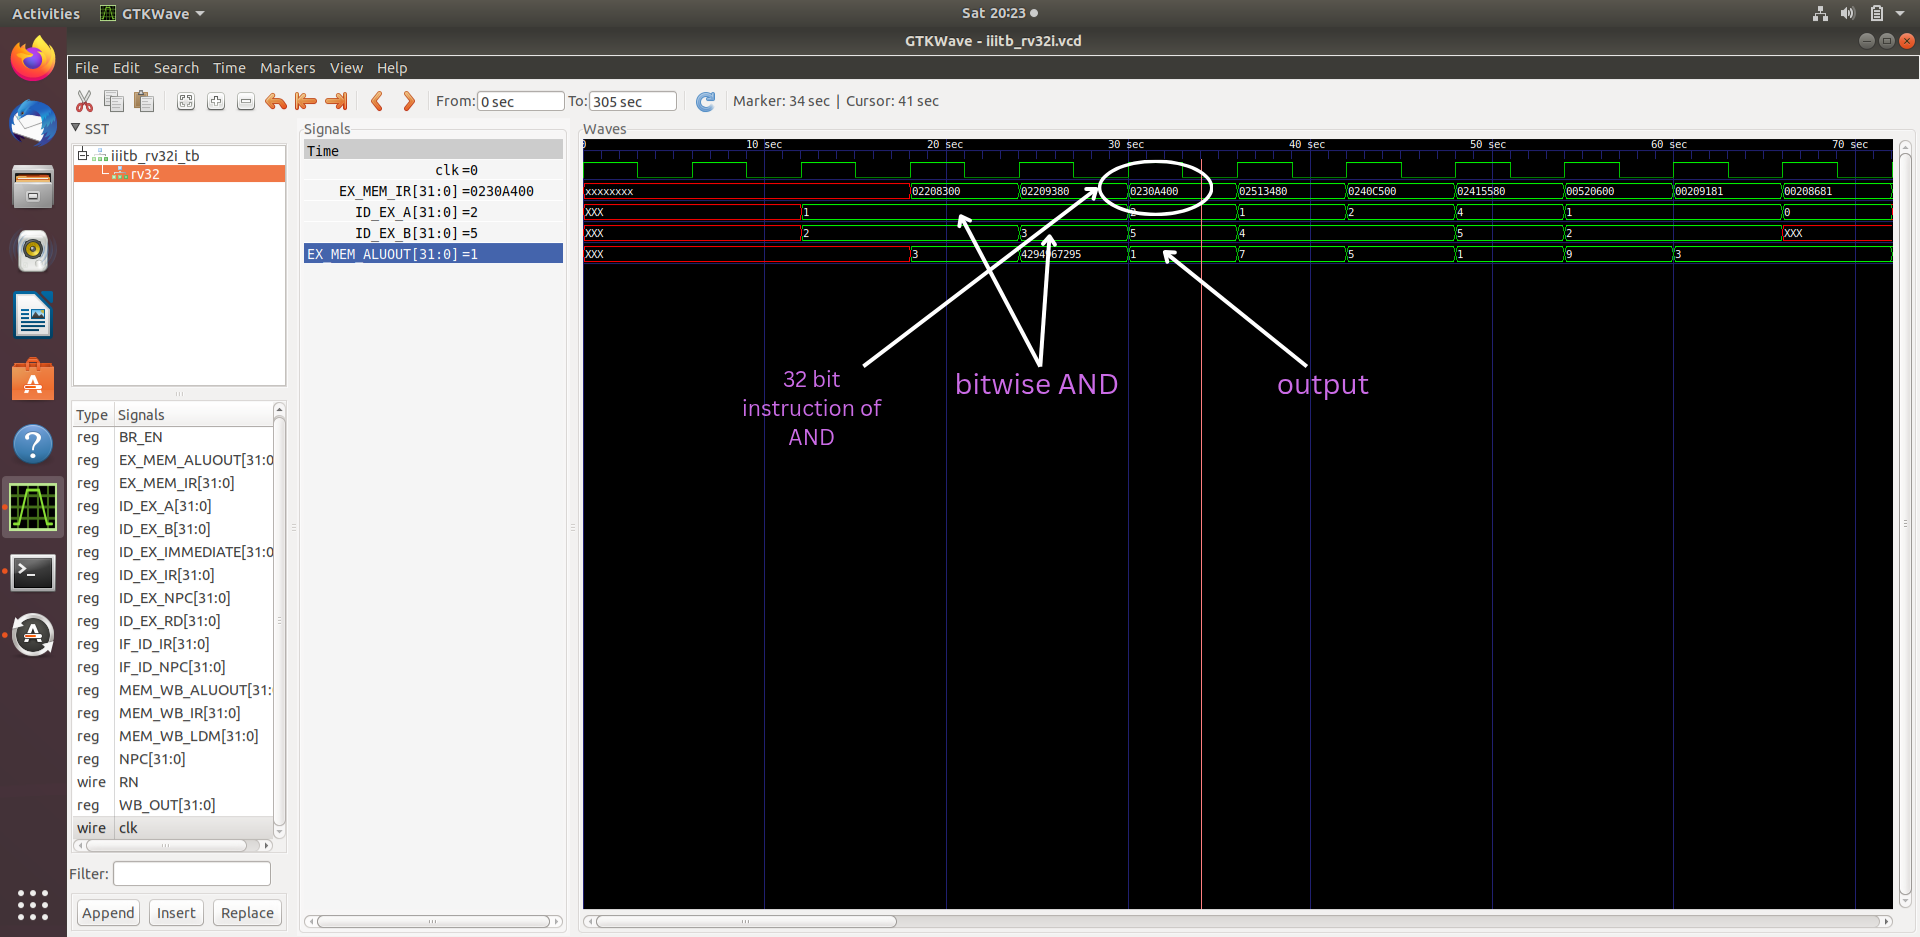 Activities GTKWave Sat 20:23
GTKWave - iiitb_rv32i.vcd
File Edit Search Time Markers View Help
From: 0 sec To: 305 sec Marker: 34 sec | Cursor: 41 sec
SST
iiitb_rv32i_tb
rv32
Type Signals
reg BR_EN
reg EX_MEM_ALUOUT[31:0
reg EX_MEM_IR[31:0]
reg ID_EX_A[31:0]
reg ID_EX_B[31:0]
reg ID_EX_IMMEDIATE[31:0
reg ID_EX_IR[31:0]
reg ID_EX_NPC[31:0]
reg ID_EX_RD[31:0]
reg IF_ID_IR[31:0]
reg IF_ID_NPC[31:0]
reg MEM_WB_ALUOUT[31:
reg MEM_WB_IR[31:0]
reg MEM_WB_LDM[31:0]
reg NPC[31:0]
wire RN
reg WB_OUT[31:0]
wire clk
Filter:
Append Insert Replace
Signals
Time
clk =0
EX_MEM_IR[31:0] =0230A400
ID_EX_A[31:0] =2
ID_EX_B[31:0] =5
EX_MEM_ALUOUT[31:0] =1
Waves
0 10 sec 20 sec 30 sec 40 sec 50 sec 60 sec 70 sec
xxxxxxxx 02208300 02209380 0230A400 02513480 0240C500 02415580 00520600 00209181 00208681
XXX 1 2 1 2 4 1 0
XXX 2 3 5 4 5 2 XXX
XXX 3 4294967295 1 7 5 1 9 3
32 bit
instruction of
AND
bitwise AND
output